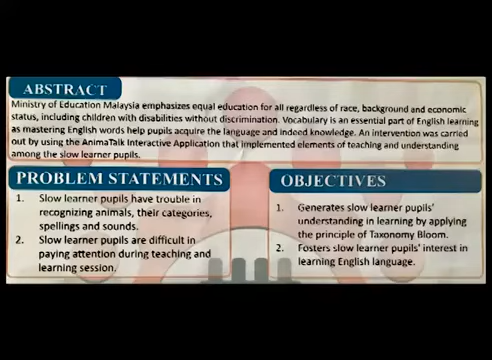 ABSTRACT
Ministry of Education Malaysia emphasizes equal education for all regardless of race, background and economic
status, including children with disabilities without discrimination. Vocabulary is an essential part of English learning
as mastering English words help pupils acquire the language and indeed knowledge. An intervention was carried
out by using the AnimaTalk Interactive Application that implemented elements of teaching and understanding
among the slow learner pupils.
PROBLEM STATEMENTS
1. Slow learner pupils have trouble in
recognizing animals, their categories,
spellings and sounds.
2. Slow learner pupils are difficult in
paying attention during teaching and
learning session.
OBJECTIVES
1. Generates slow learner pupils'
understanding in learning by applying
the principle of Taxonomy Bloom.
2. Fosters slow learner pupils' interest in
learning English language.